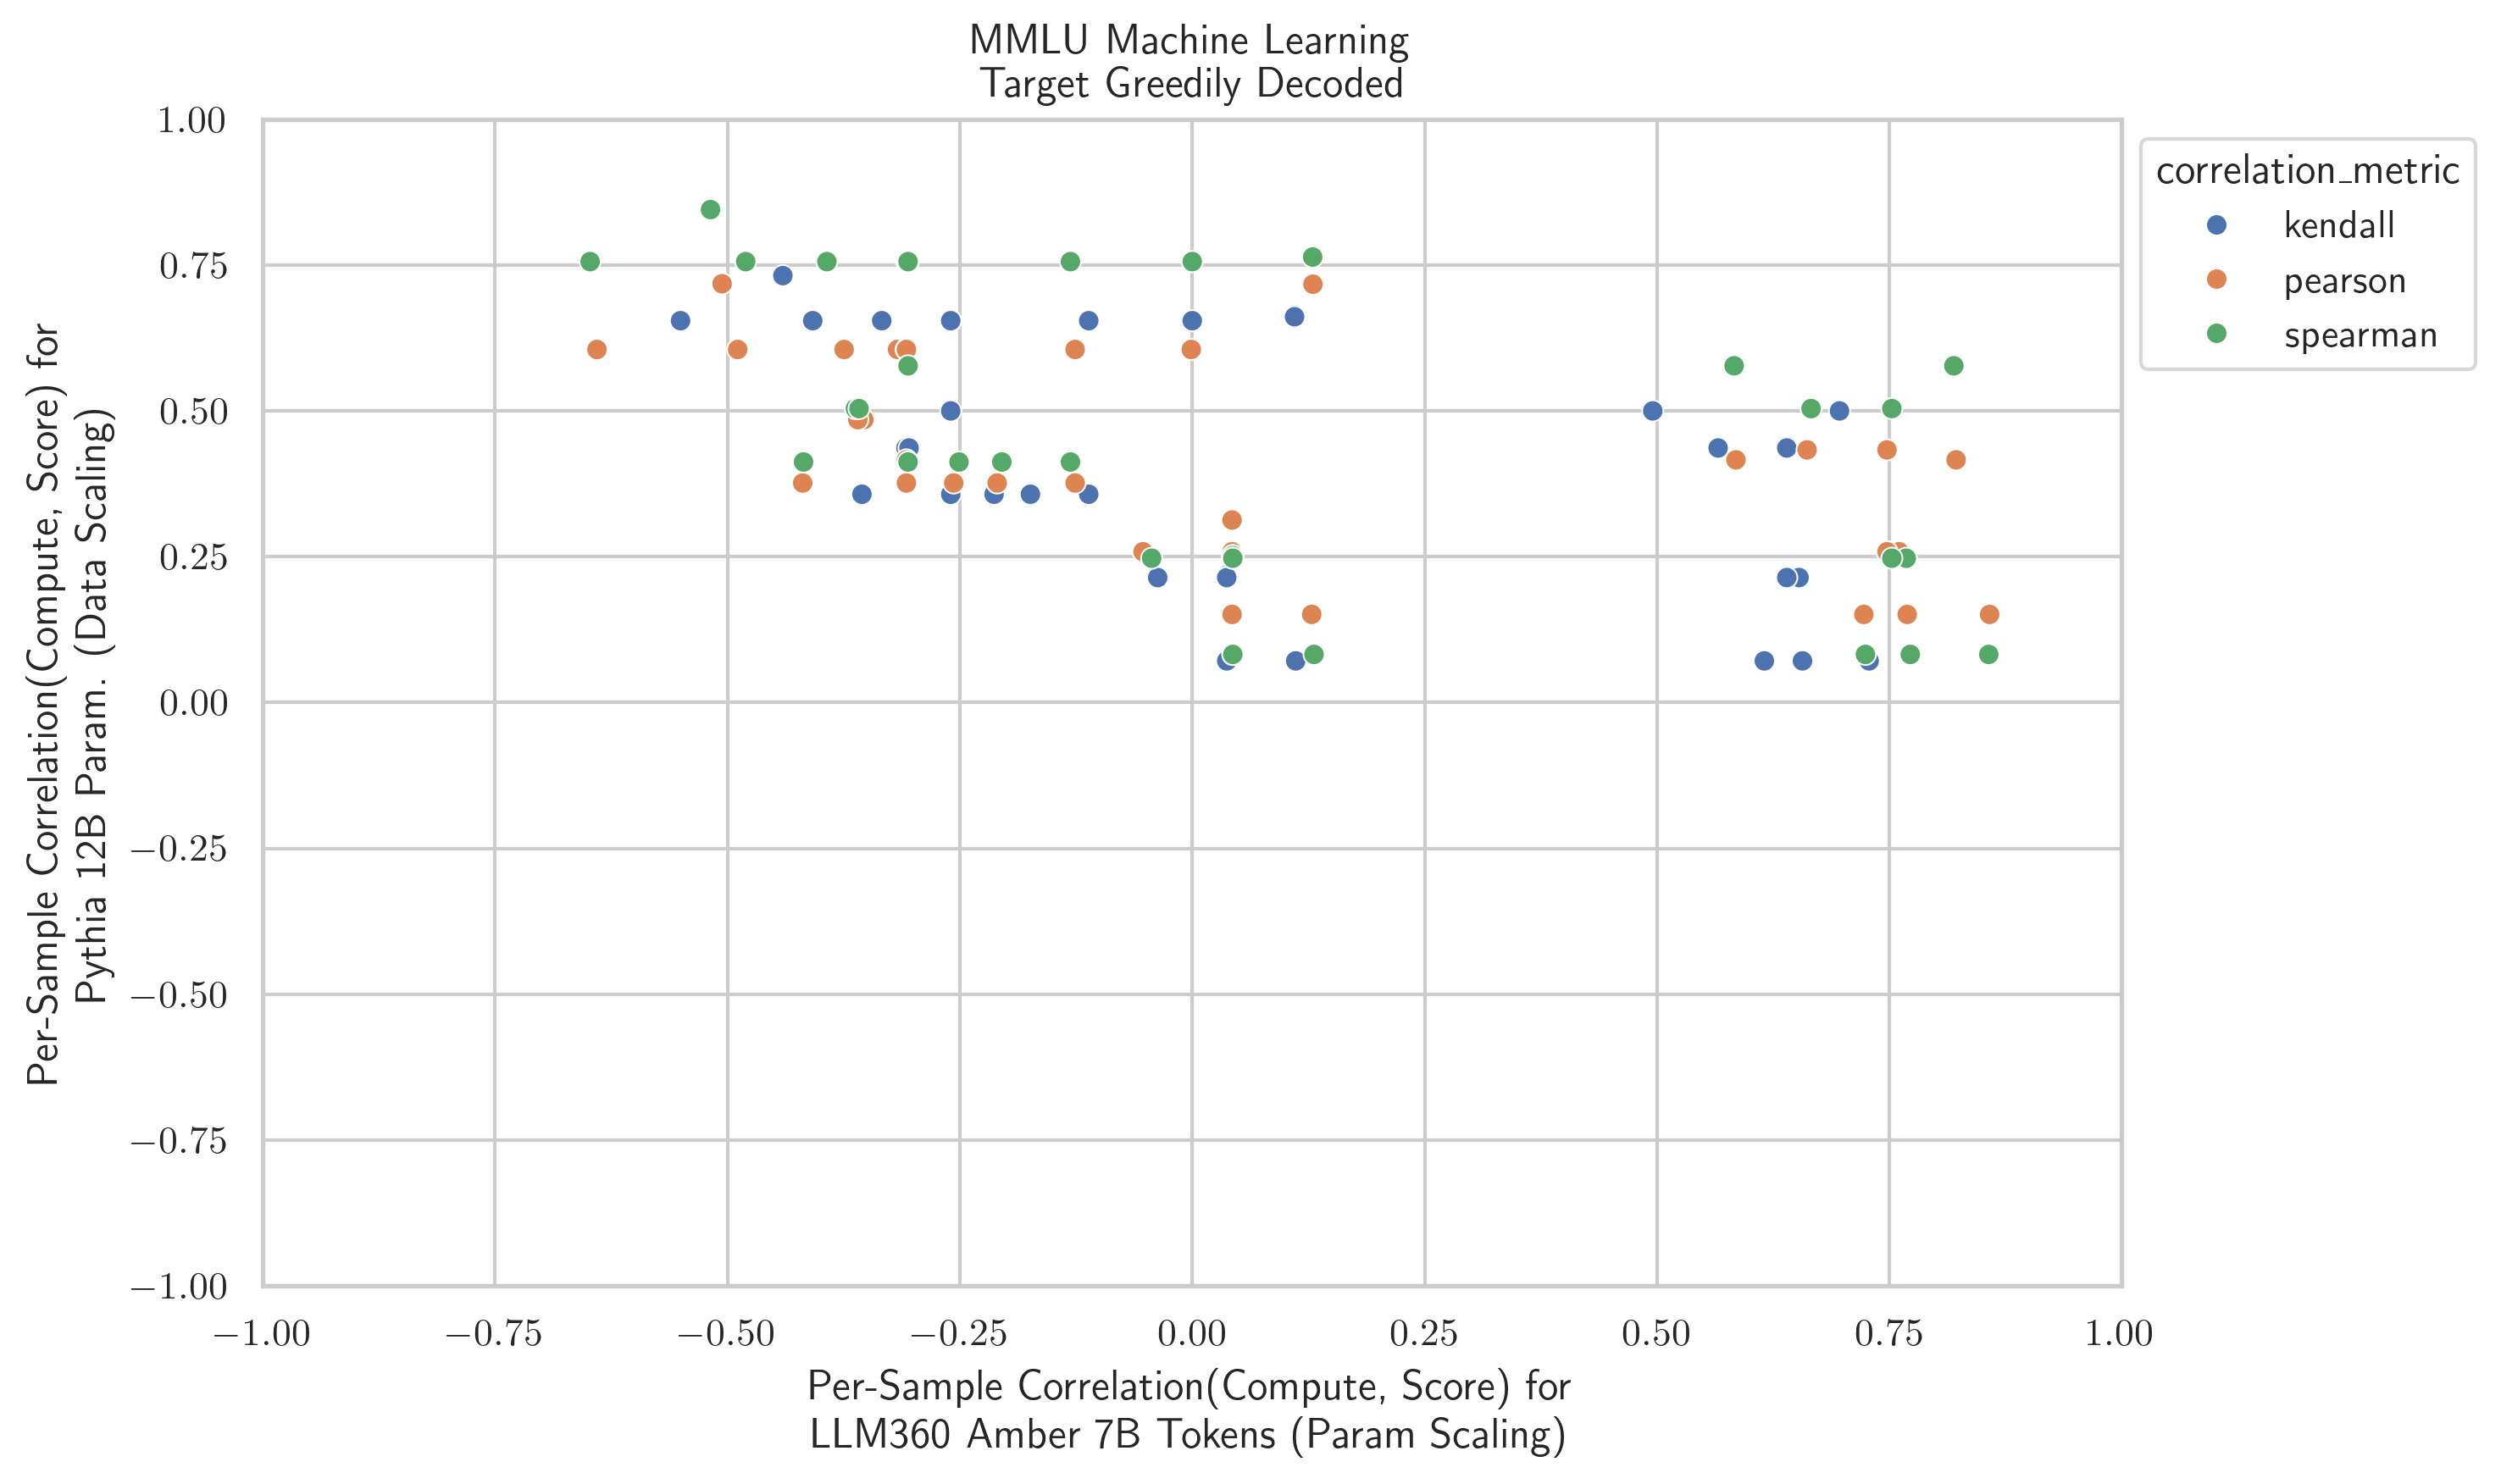 MMLU Machine Learning
Target Greedily Decoded
1.00
0.75
0.50
0.25
0.00
−0.25
−0.50
−0.75
−1.00
Per-Sample Correlation(Compute, Score) for
Pythia 12B Param. (Data Scaling)
correlation_metric
kendall
pearson
spearman
−1.00 −0.75 −0.50 −0.25 0.00 0.25 0.50 0.75 1.00
Per-Sample Correlation(Compute, Score) for
LLM360 Amber 7B Tokens (Param Scaling)